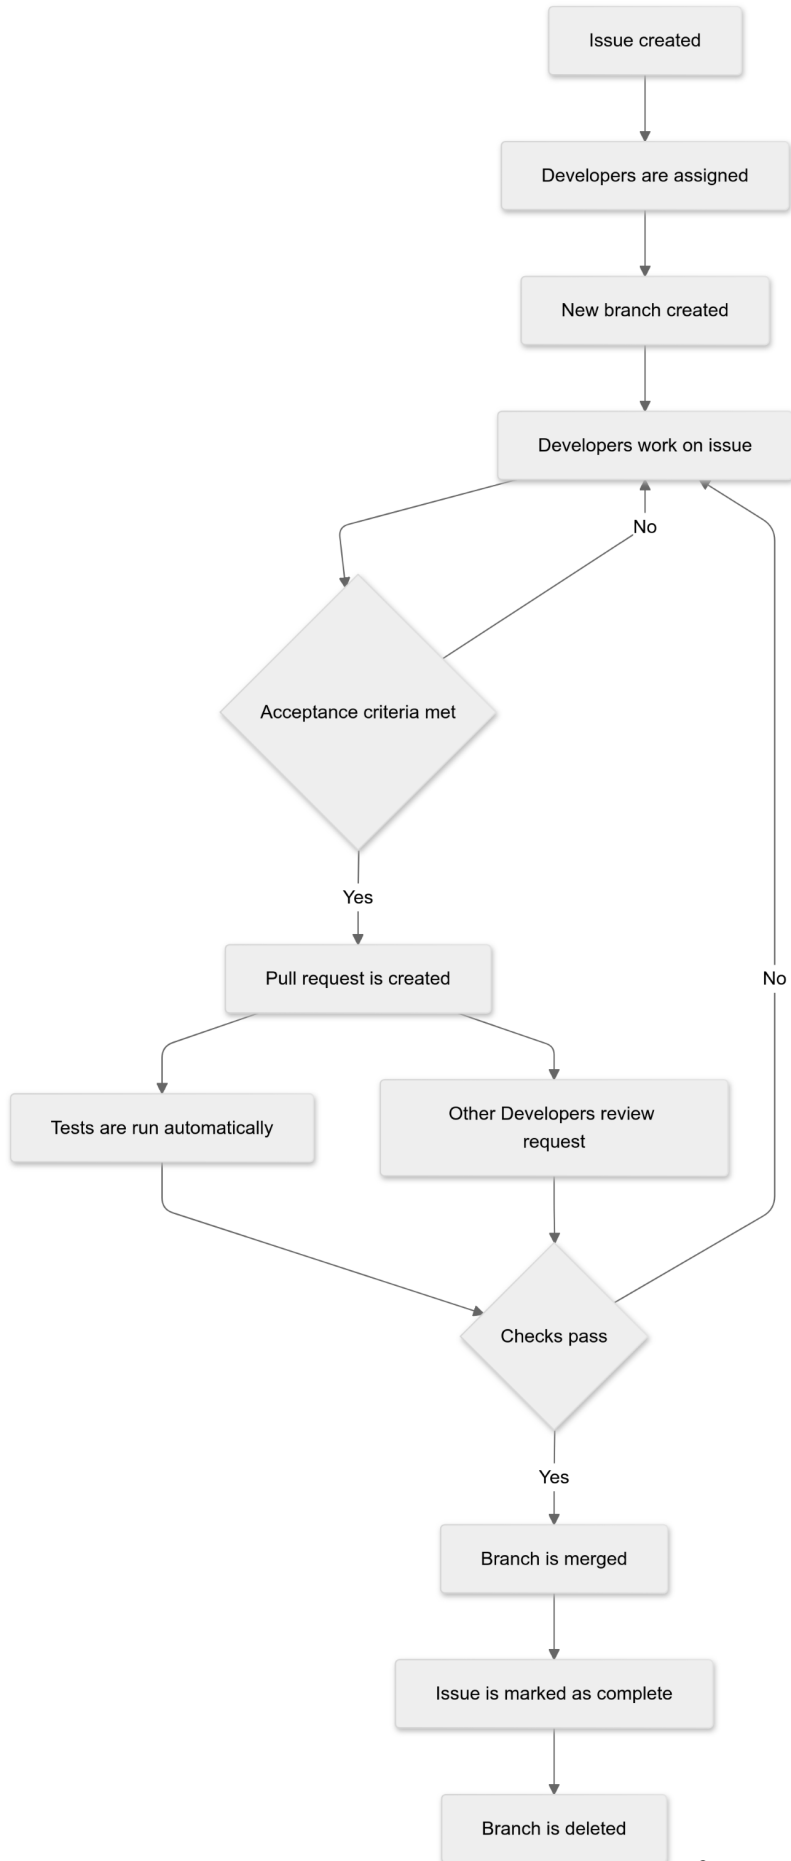 Issue created
Developers are assigned
New branch created
Developers work on issue
No
Acceptance criteria met
Yes
Pull request is created
No
Tests are run automatically
Other Developers review
request
Checks pass
Yes
Branch is merged
Issue is marked as complete
Branch is deleted